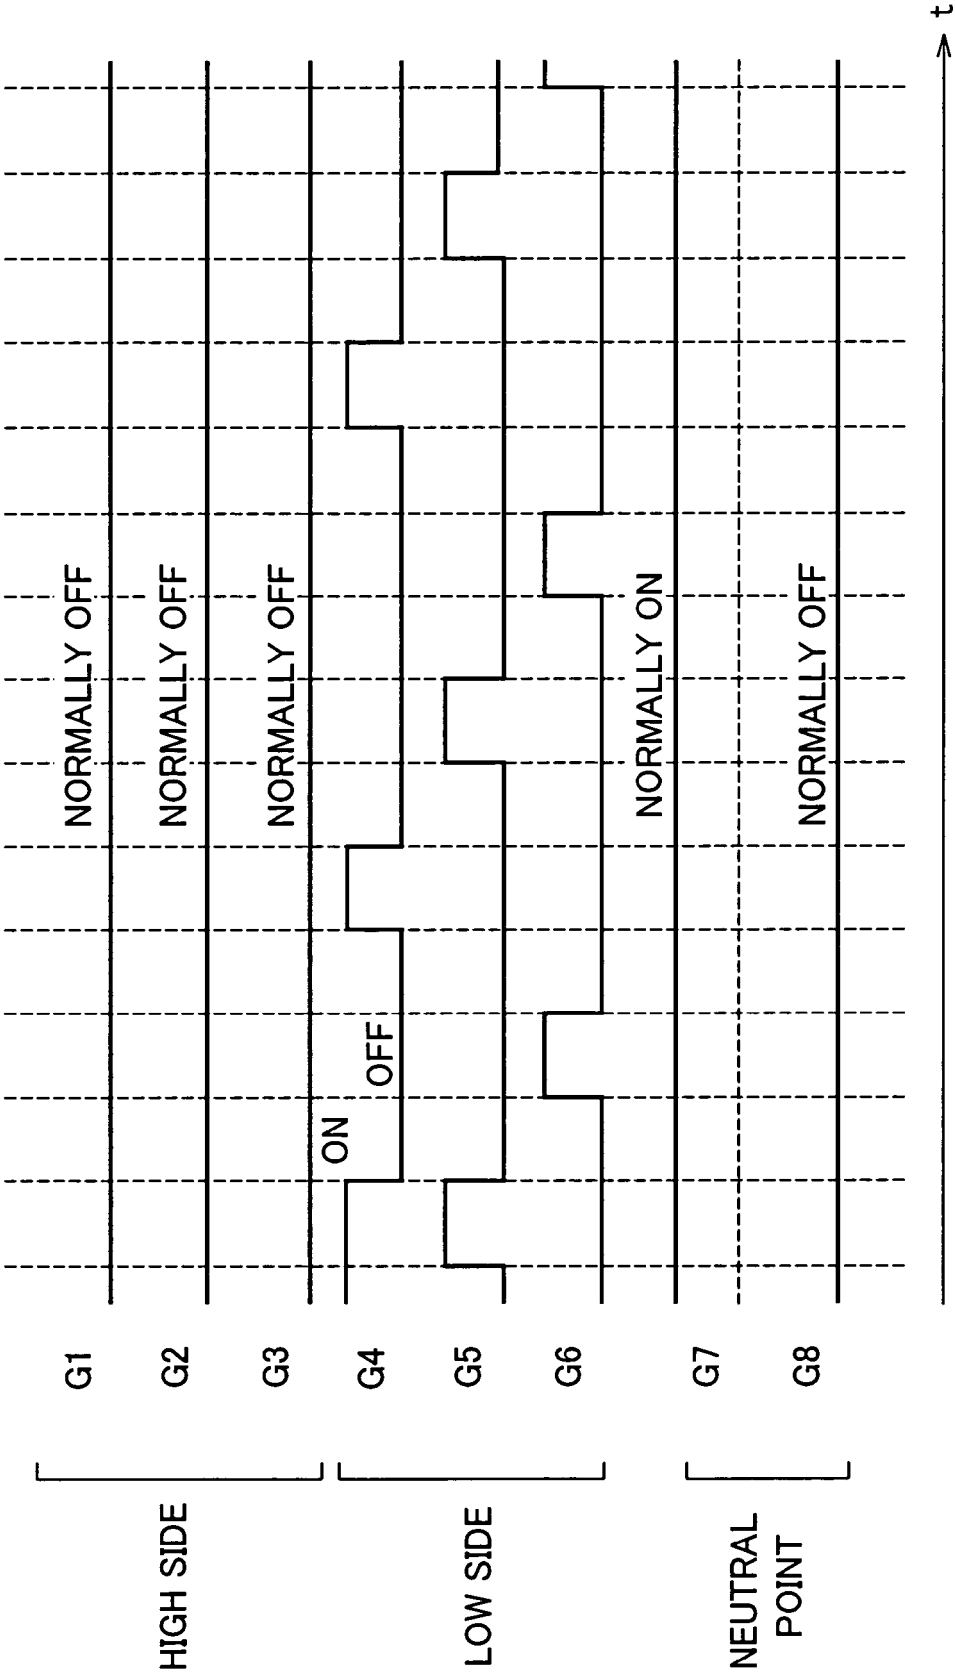 HIGH SIDE
G1
NORMALLY OFF
G2
NORMALLY OFF
G3
NORMALLY OFF
LOW SIDE
G4
ON
OFF
G5
G6
NEUTRAL
POINT
G7
NORMALLY ON
G8
NORMALLY OFF
t